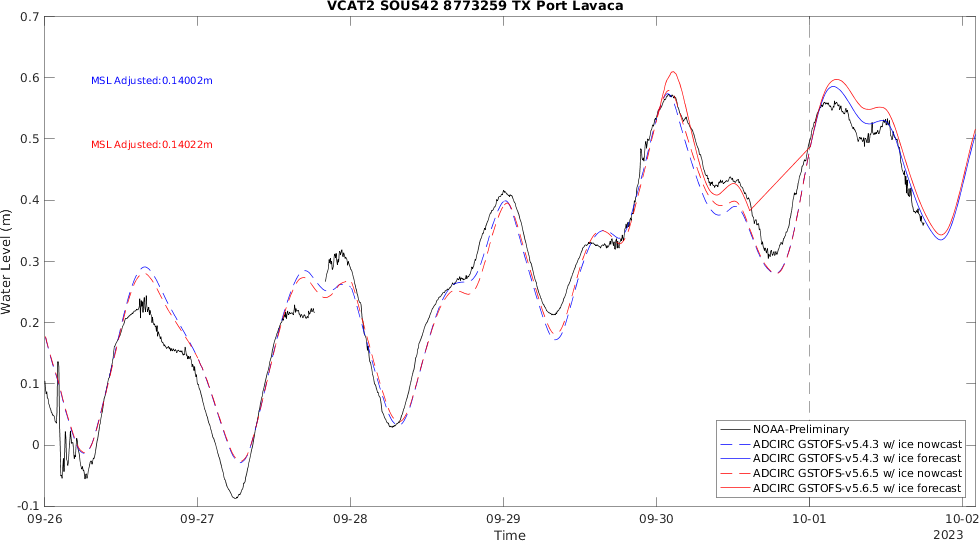 VCAT2 SOUS42 8773259 TX Port Lavaca
0.7
0.6
0.5
0.4
0.3
0.2
0.1
0
-0.1
Water Level (m)
MSL Adjusted:0.14002m
MSL Adjusted:0.14022m
NOAA-Preliminary
ADCIRC GSTOFS-v5.4.3 w/ ice nowcast
ADCIRC GSTOFS-v5.4.3 w/ ice forecast
ADCIRC GSTOFS-v5.6.5 w/ ice nowcast
ADCIRC GSTOFS-v5.6.5 w/ ice forecast
09-26 09-27 09-28 09-29 09-30 10-01 10-02
Time
2023